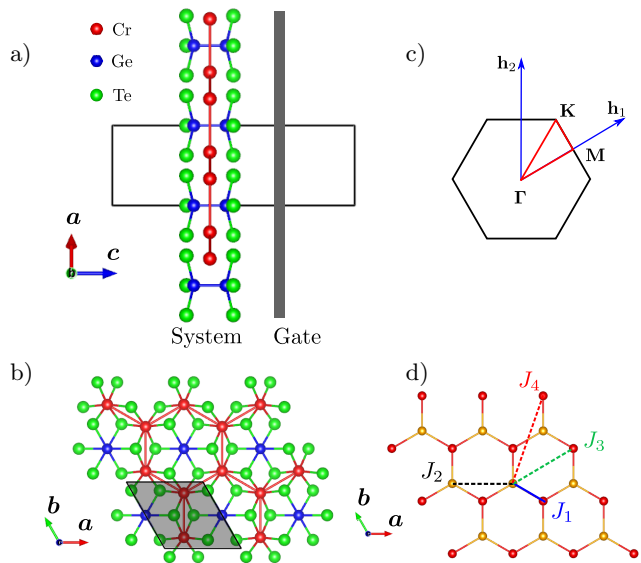 a)
Cr
Ge
Te
a
c
b
System Gate
b)
b
a
c)
h₂
h₁
K
M
Γ
d)
J₄
J₃
J₂
J₁
b
a